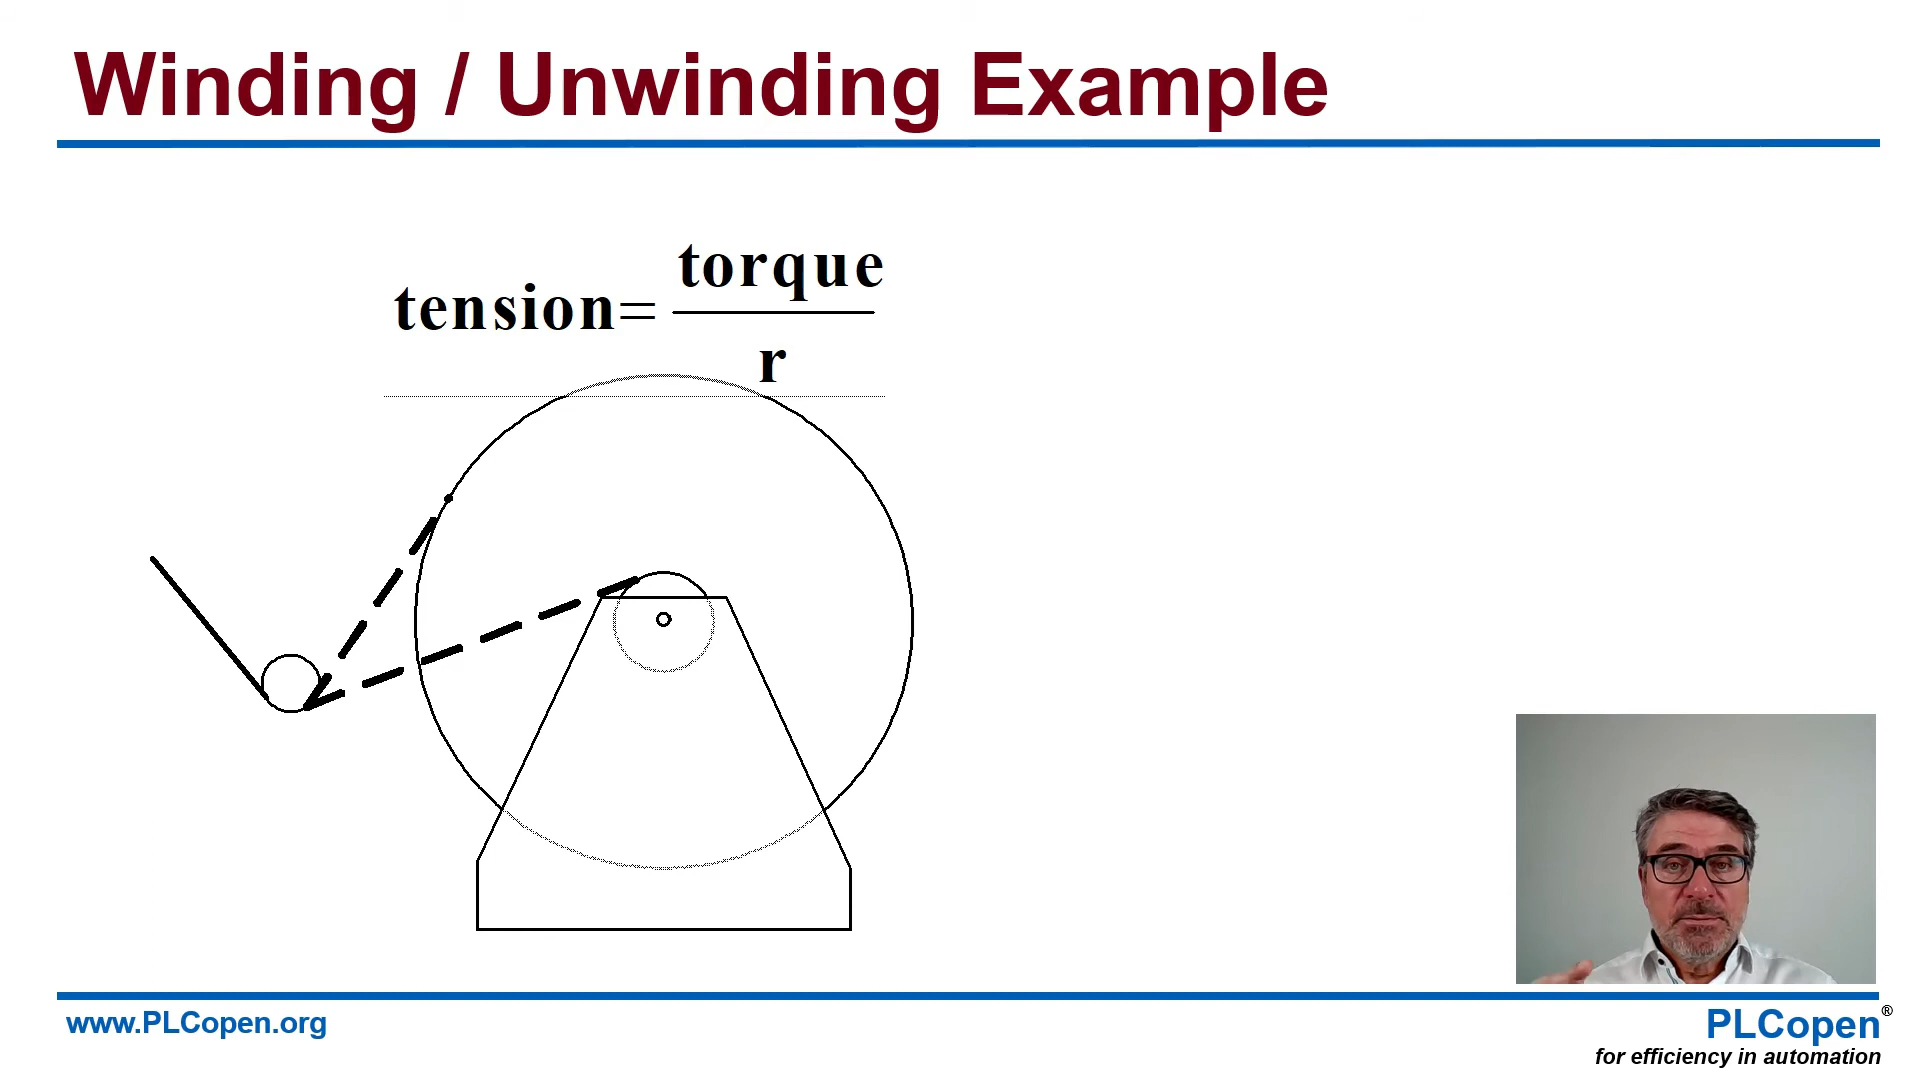 Winding / Unwinding Example
tension= torque
r
www.PLCopen.org
PLCopen®
for efficiency in automation